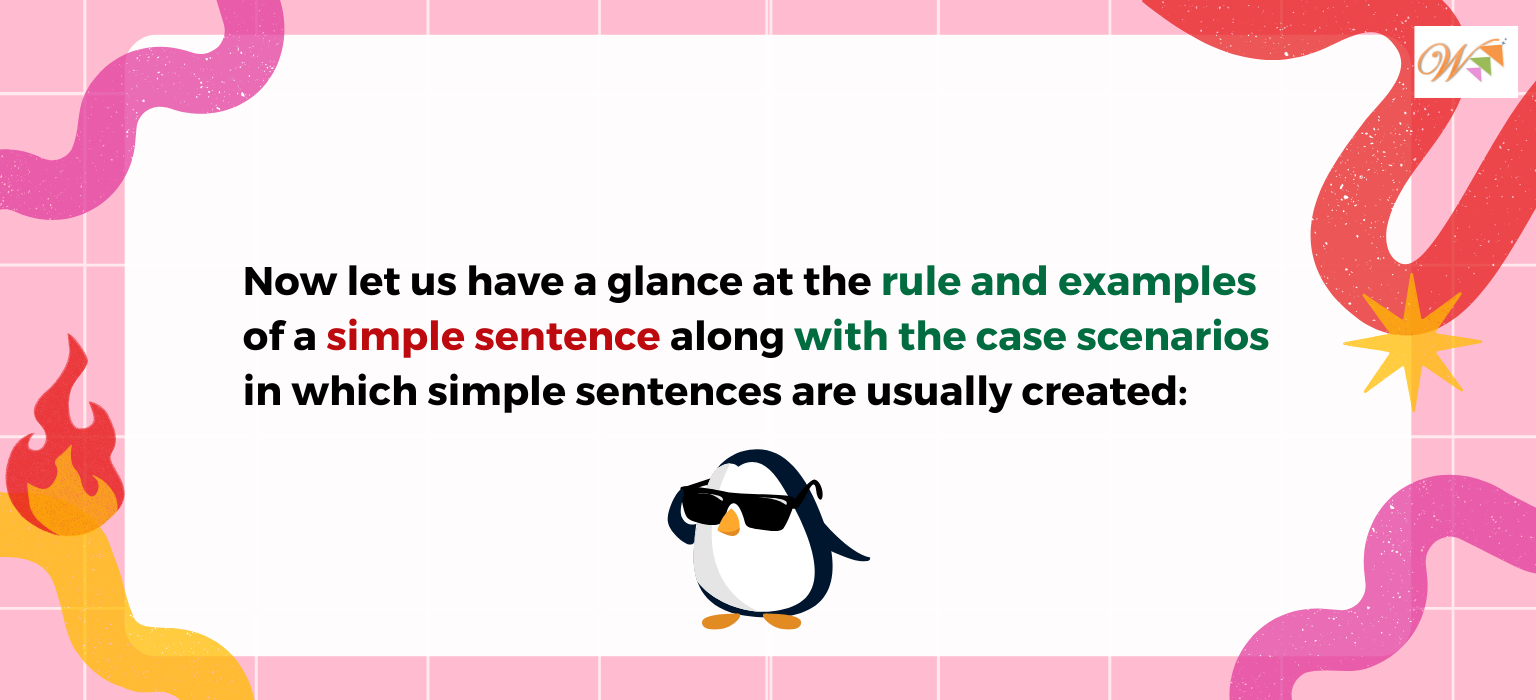 Now let us have a glance at the rule and examples
of a simple sentence along with the case scenarios
in which simple sentences are usually created:
W